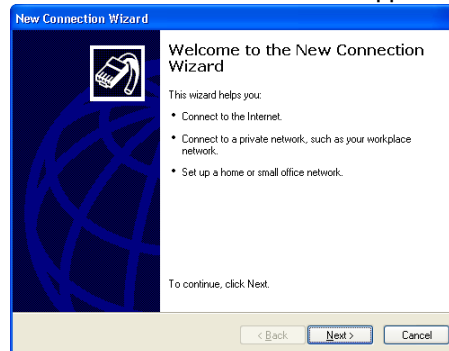 New Connection Wizard
Welcome to the New Connection
Wizard
This wizard helps you:
• Connect to the Internet.
• Connect to a private network, such as your workplace
network.
• Set up a home or small office network.
To continue, click Next.
< Back Next > Cancel